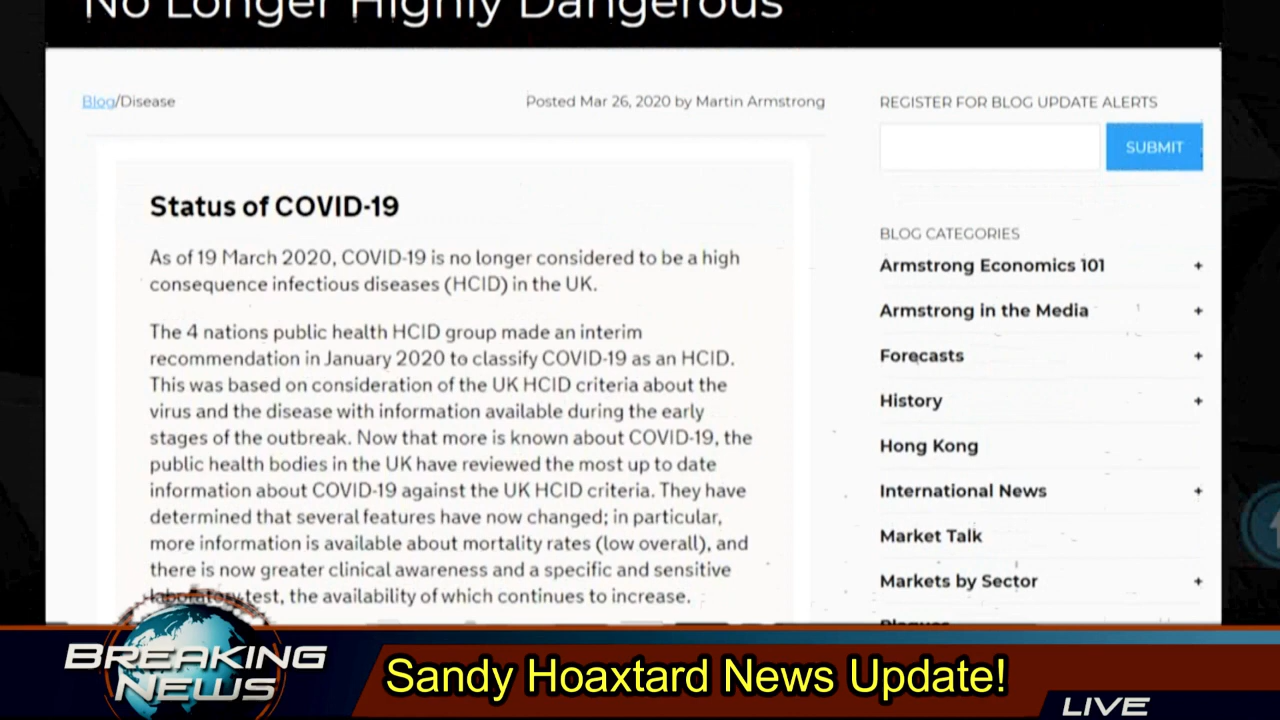 No Longer Highly Dangerous
Blog/Disease
Posted Mar 26, 2020 by Martin Armstrong
Status of COVID-19
As of 19 March 2020, COVID-19 is no longer considered to be a high
consequence infectious diseases (HCID) in the UK.
The 4 nations public health HCID group made an interim
recommendation in January 2020 to classify COVID-19 as an HCID.
This was based on consideration of the UK HCID criteria about the
virus and the disease with information available during the early
stages of the outbreak. Now that more is known about COVID-19, the
public health bodies in the UK have reviewed the most up to date
information about COVID-19 against the UK HCID criteria. They have
determined that several features have now changed; in particular,
more information is available about mortality rates (low overall), and
there is now greater clinical awareness and a specific and sensitive
laboratory test, the availability of which continues to increase.
REGISTER FOR BLOG UPDATE ALERTS
SUBMIT
BLOG CATEGORIES
Armstrong Economics 101 +
Armstrong in the Media +
Forecasts +
History +
Hong Kong
International News +
Market Talk
Markets by Sector +
Plagues
BREAKING
NEWS
Sandy Hoaxtard News Update!
LIVE